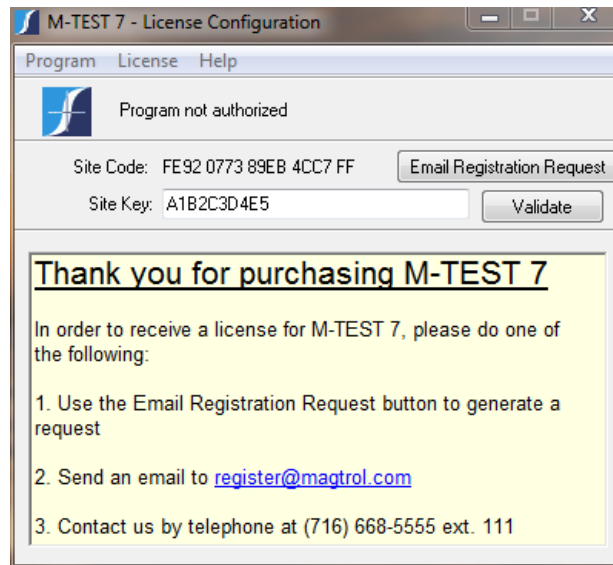 M-TEST 7 - License Configuration
Program License Help
Program not authorized
Site Code: FE92 0773 89EB 4CC7 FF Email Registration Request
Site Key: A1B2C3D4E5 Validate
Thank you for purchasing M-TEST 7
In order to receive a license for M-TEST 7, please do one of
the following:
1. Use the Email Registration Request button to generate a
request
2. Send an email to register@magtrol.com
3. Contact us by telephone at (716) 668-5555 ext. 111